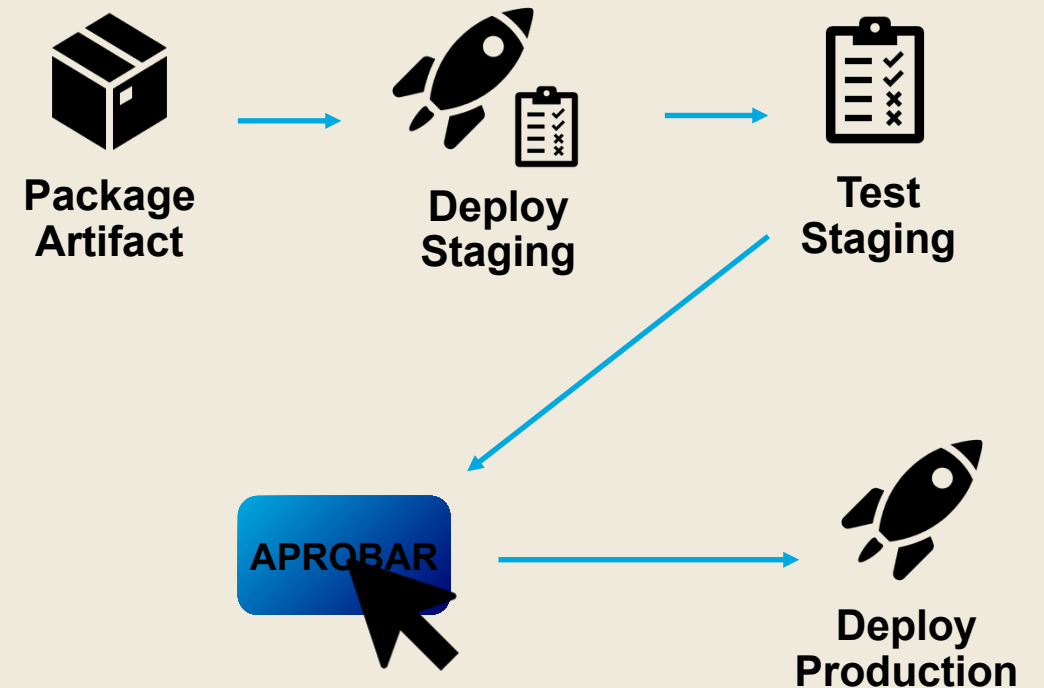 Package
Artifact
Deploy
Staging
Test
Staging
APROBAR
Deploy
Production